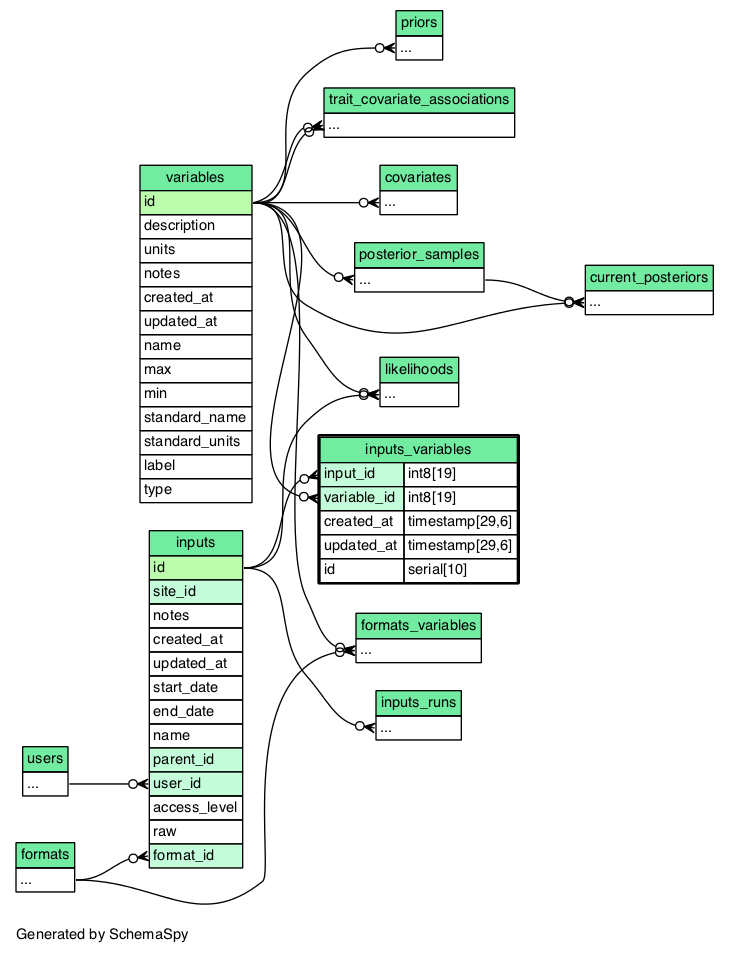 priors
...
trait_covariate_associations
...
variables
id
description
units
notes
created_at
updated_at
name
max
min
standard_name
standard_units
label
type
covariates
...
posterior_samples
...
current_posteriors
...
likelihoods
...
inputs_variables
input_id int8[19]
variable_id int8[19]
created_at timestamp[29,6]
updated_at timestamp[29,6]
id serial[10]
inputs
id
site_id
notes
created_at
updated_at
start_date
end_date
name
parent_id
user_id
access_level
raw
format_id
formats_variables
...
inputs_runs
...
users
...
formats
...
Generated by SchemaSpy